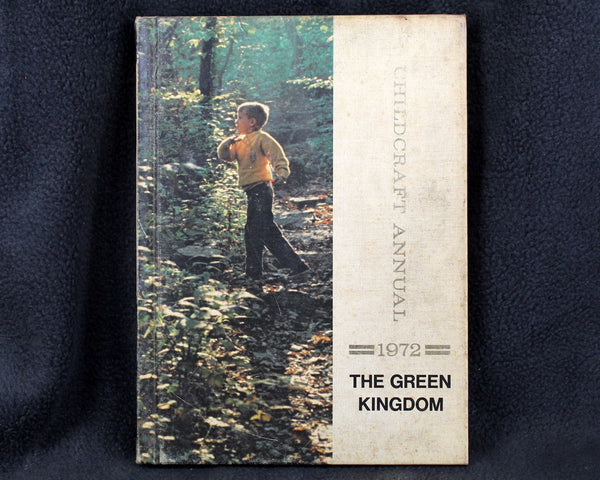 CHILDCRAFT ANNUAL
1972
THE GREEN
KINGDOM